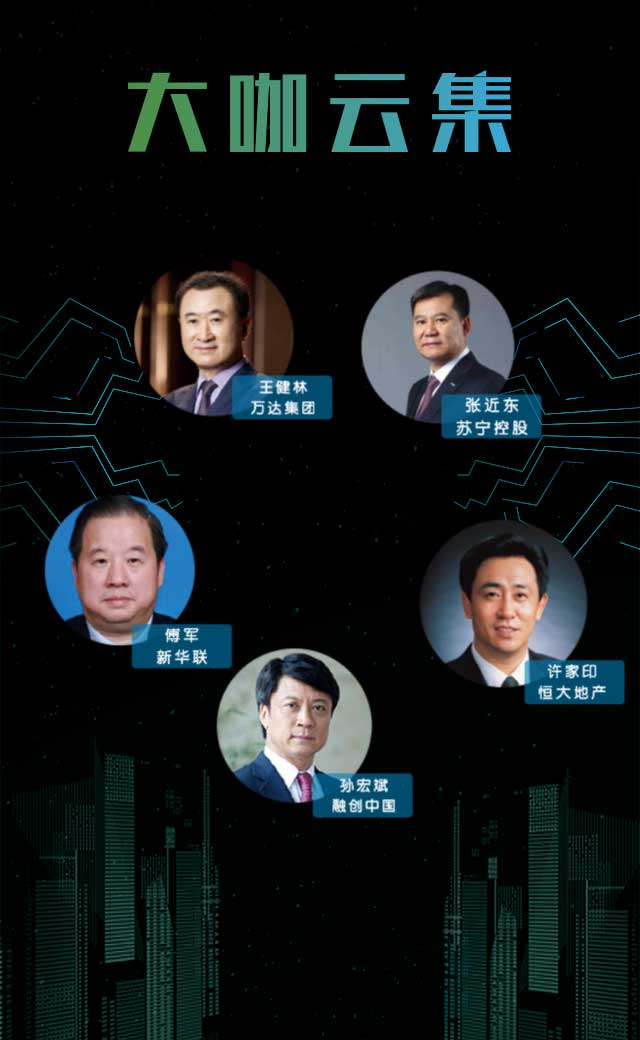 大咖云集
王健林
万达集团
张近东
苏宁控股
傅军
新华联
许家印
恒大地产
孙宏斌
融创中国